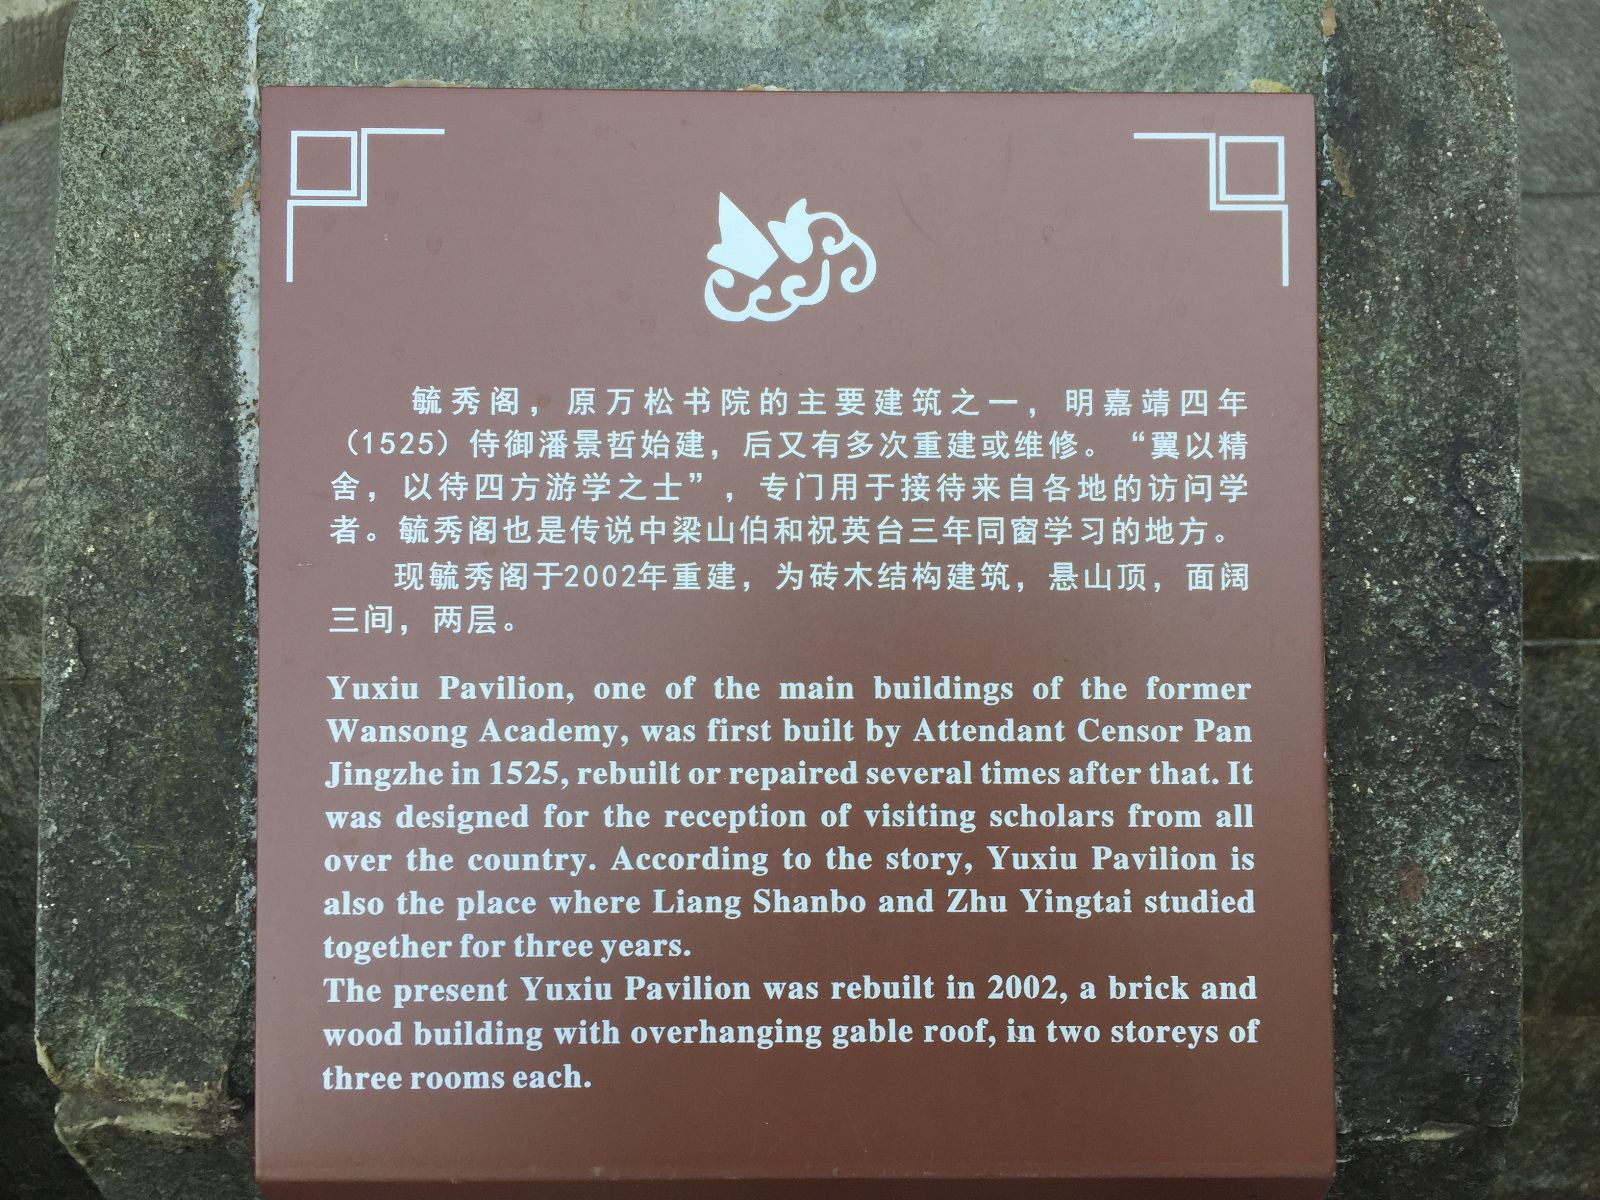 毓秀阁，原万松书院的主要建筑之一，明嘉靖四年
（1525）侍御潘景哲始建，后又有多次重建或维修。“翼以精
舍，以待四方游学之士”，专门用于接待来自各地的访问学
者。毓秀阁也是传说中梁山伯和祝英台三年同窗学习的地方。
现毓秀阁于2002年重建，为砖木结构建筑，悬山顶，面阔
三间，两层。
Yuxiu Pavilion, one of the main buildings of the former
Wansong Academy, was first built by Attendant Censor Pan
Jingzhe in 1525, rebuilt or repaired several times after that. It
was designed for the reception of visiting scholars from all
over the country. According to the story, Yuxiu Pavilion is
also the place where Liang Shanbo and Zhu Yingtai studied
together for three years.
The present Yuxiu Pavilion was rebuilt in 2002, a brick and
wood building with overhanging gable roof, in two storeys of
three rooms each.